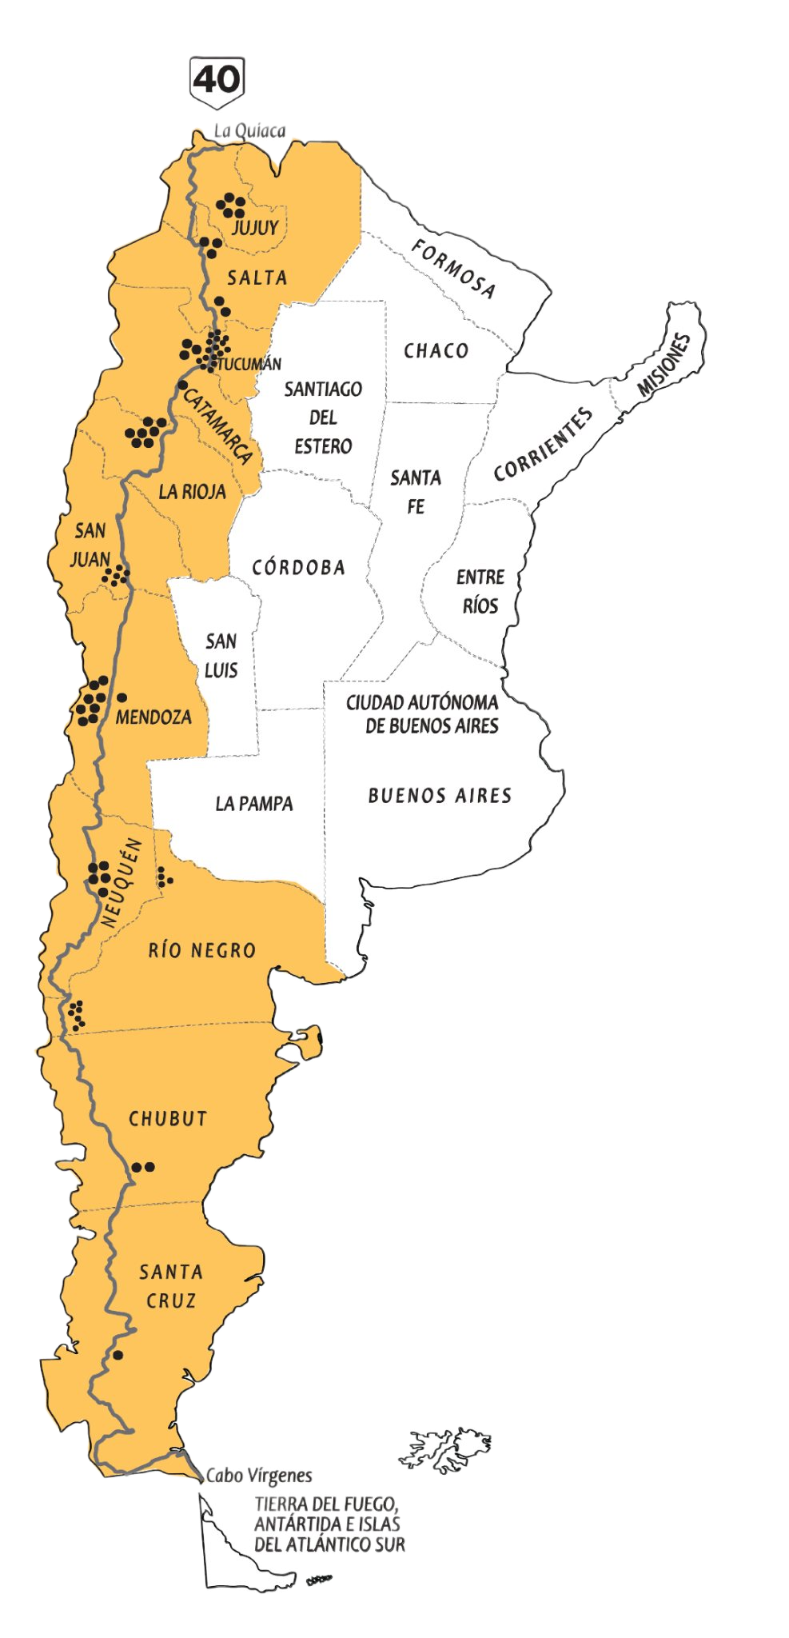 40
La Quiaca
JUJUY
FORMOSA
SALTA
CHACO
MISIONES
TUCUMÁN
SANTIAGO
DEL
ESTERO
CATAMARCA
CORRIENTES
SANTA
FE
LA RIOJA
SAN
JUAN
CÓRDOBA
ENTRE
RÍOS
SAN
LUIS
CIUDAD AUTÓNOMA
DE BUENOS AIRES
MENDOZA
BUENOS AIRES
LA PAMPA
NEUQUÉN
RÍO NEGRO
CHUBUT
SANTA
CRUZ
Cabo Vírgenes
TIERRA DEL FUEGO,
ANTÁRTIDA E ISLAS
DEL ATLÁNTICO SUR